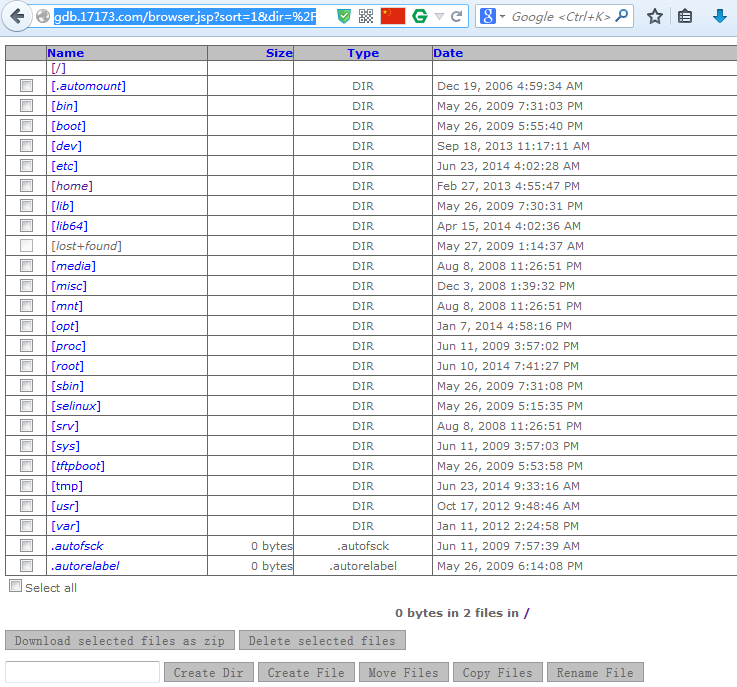 gdb.17173.com/browser.jsp?sort=1&dir=%2F
Google <Ctrl+K>
Name Size Type Date
[/]
[.automount] DIR Dec 19, 2006 4:59:34 AM
[bin] DIR May 26, 2009 7:31:03 PM
[boot] DIR May 26, 2009 5:55:40 PM
[dev] DIR Sep 18, 2013 11:17:11 AM
[etc] DIR Jun 23, 2014 4:02:28 AM
[home] DIR Feb 27, 2013 4:55:47 PM
[lib] DIR May 26, 2009 7:30:31 PM
[lib64] DIR Apr 15, 2014 4:02:36 AM
[lost+found] DIR May 27, 2009 1:14:37 AM
[media] DIR Aug 8, 2008 11:26:51 PM
[misc] DIR Dec 3, 2008 1:39:32 PM
[mnt] DIR Aug 8, 2008 11:26:51 PM
[opt] DIR Jan 7, 2014 4:58:16 PM
[proc] DIR Jun 11, 2009 3:57:02 PM
[root] DIR Jun 10, 2014 7:41:27 PM
[sbin] DIR May 26, 2009 7:31:08 PM
[selinux] DIR May 26, 2009 5:15:35 PM
[srv] DIR Aug 8, 2008 11:26:51 PM
[sys] DIR Jun 11, 2009 3:57:03 PM
[tftpboot] DIR May 26, 2009 5:53:58 PM
[tmp] DIR Jun 23, 2014 9:33:16 AM
[usr] DIR Oct 17, 2012 9:48:46 AM
[var] DIR Jan 11, 2012 2:24:58 PM
.autofsck 0 bytes .autofsck Jun 11, 2009 7:57:39 AM
.autorelabel 0 bytes .autorelabel May 26, 2009 6:14:08 PM
Select all
0 bytes in 2 files in /
Download selected files as zip Delete selected files
Create Dir Create File Move Files Copy Files Rename File